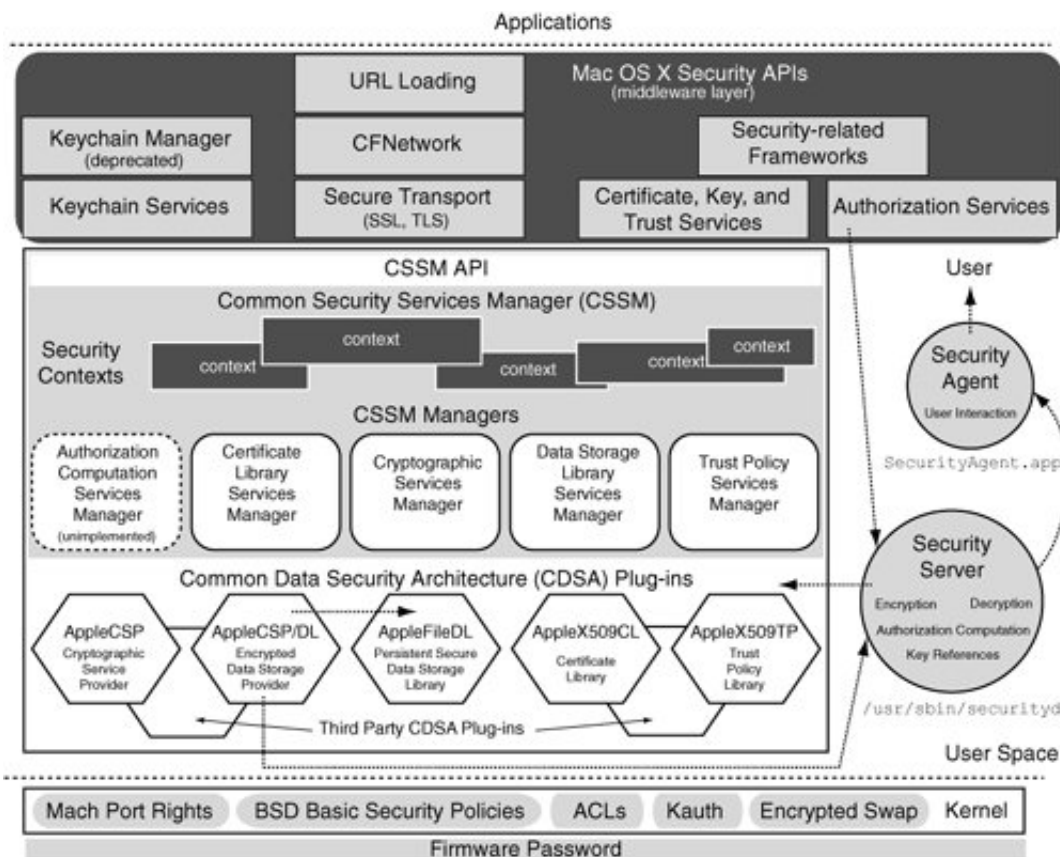 Applications
URL Loading
Mac OS X Security APIs
(middleware layer)
Keychain Manager
(deprecated)
CFNetwork
Security-related
Frameworks
Keychain Services
Secure Transport
(SSL, TLS)
Certificate, Key, and
Trust Services
Authorization Services
CSSM API
Common Security Services Manager (CSSM)
Security
Contexts
context
context
context
context
context
CSSM Managers
Authorization
Computation
Services
Manager
(unimplemented)
Certificate
Library
Services
Manager
Cryptographic
Services
Manager
Data Storage
Library
Services
Manager
Trust Policy
Services
Manager
User
Security
Agent
User Interaction
SecurityAgent.app
Common Data Security Architecture (CDSA) Plug-ins
AppleCSP
Cryptographic
Service
Provider
AppleCSP/DL
Encrypted
Data Storage
Provider
AppleFileDL
Persistent Secure
Data Storage
Library
AppleX509CL
Certificate
Library
AppleX509TP
Trust
Policy
Library
Third Party CDSA Plug-ins
Security
Server
Encryption Decryption
Authorization Computation
Key References
/usr/sbin/securityd
User Space
Mach Port Rights BSD Basic Security Policies ACLs Kauth Encrypted Swap Kernel
Firmware Password